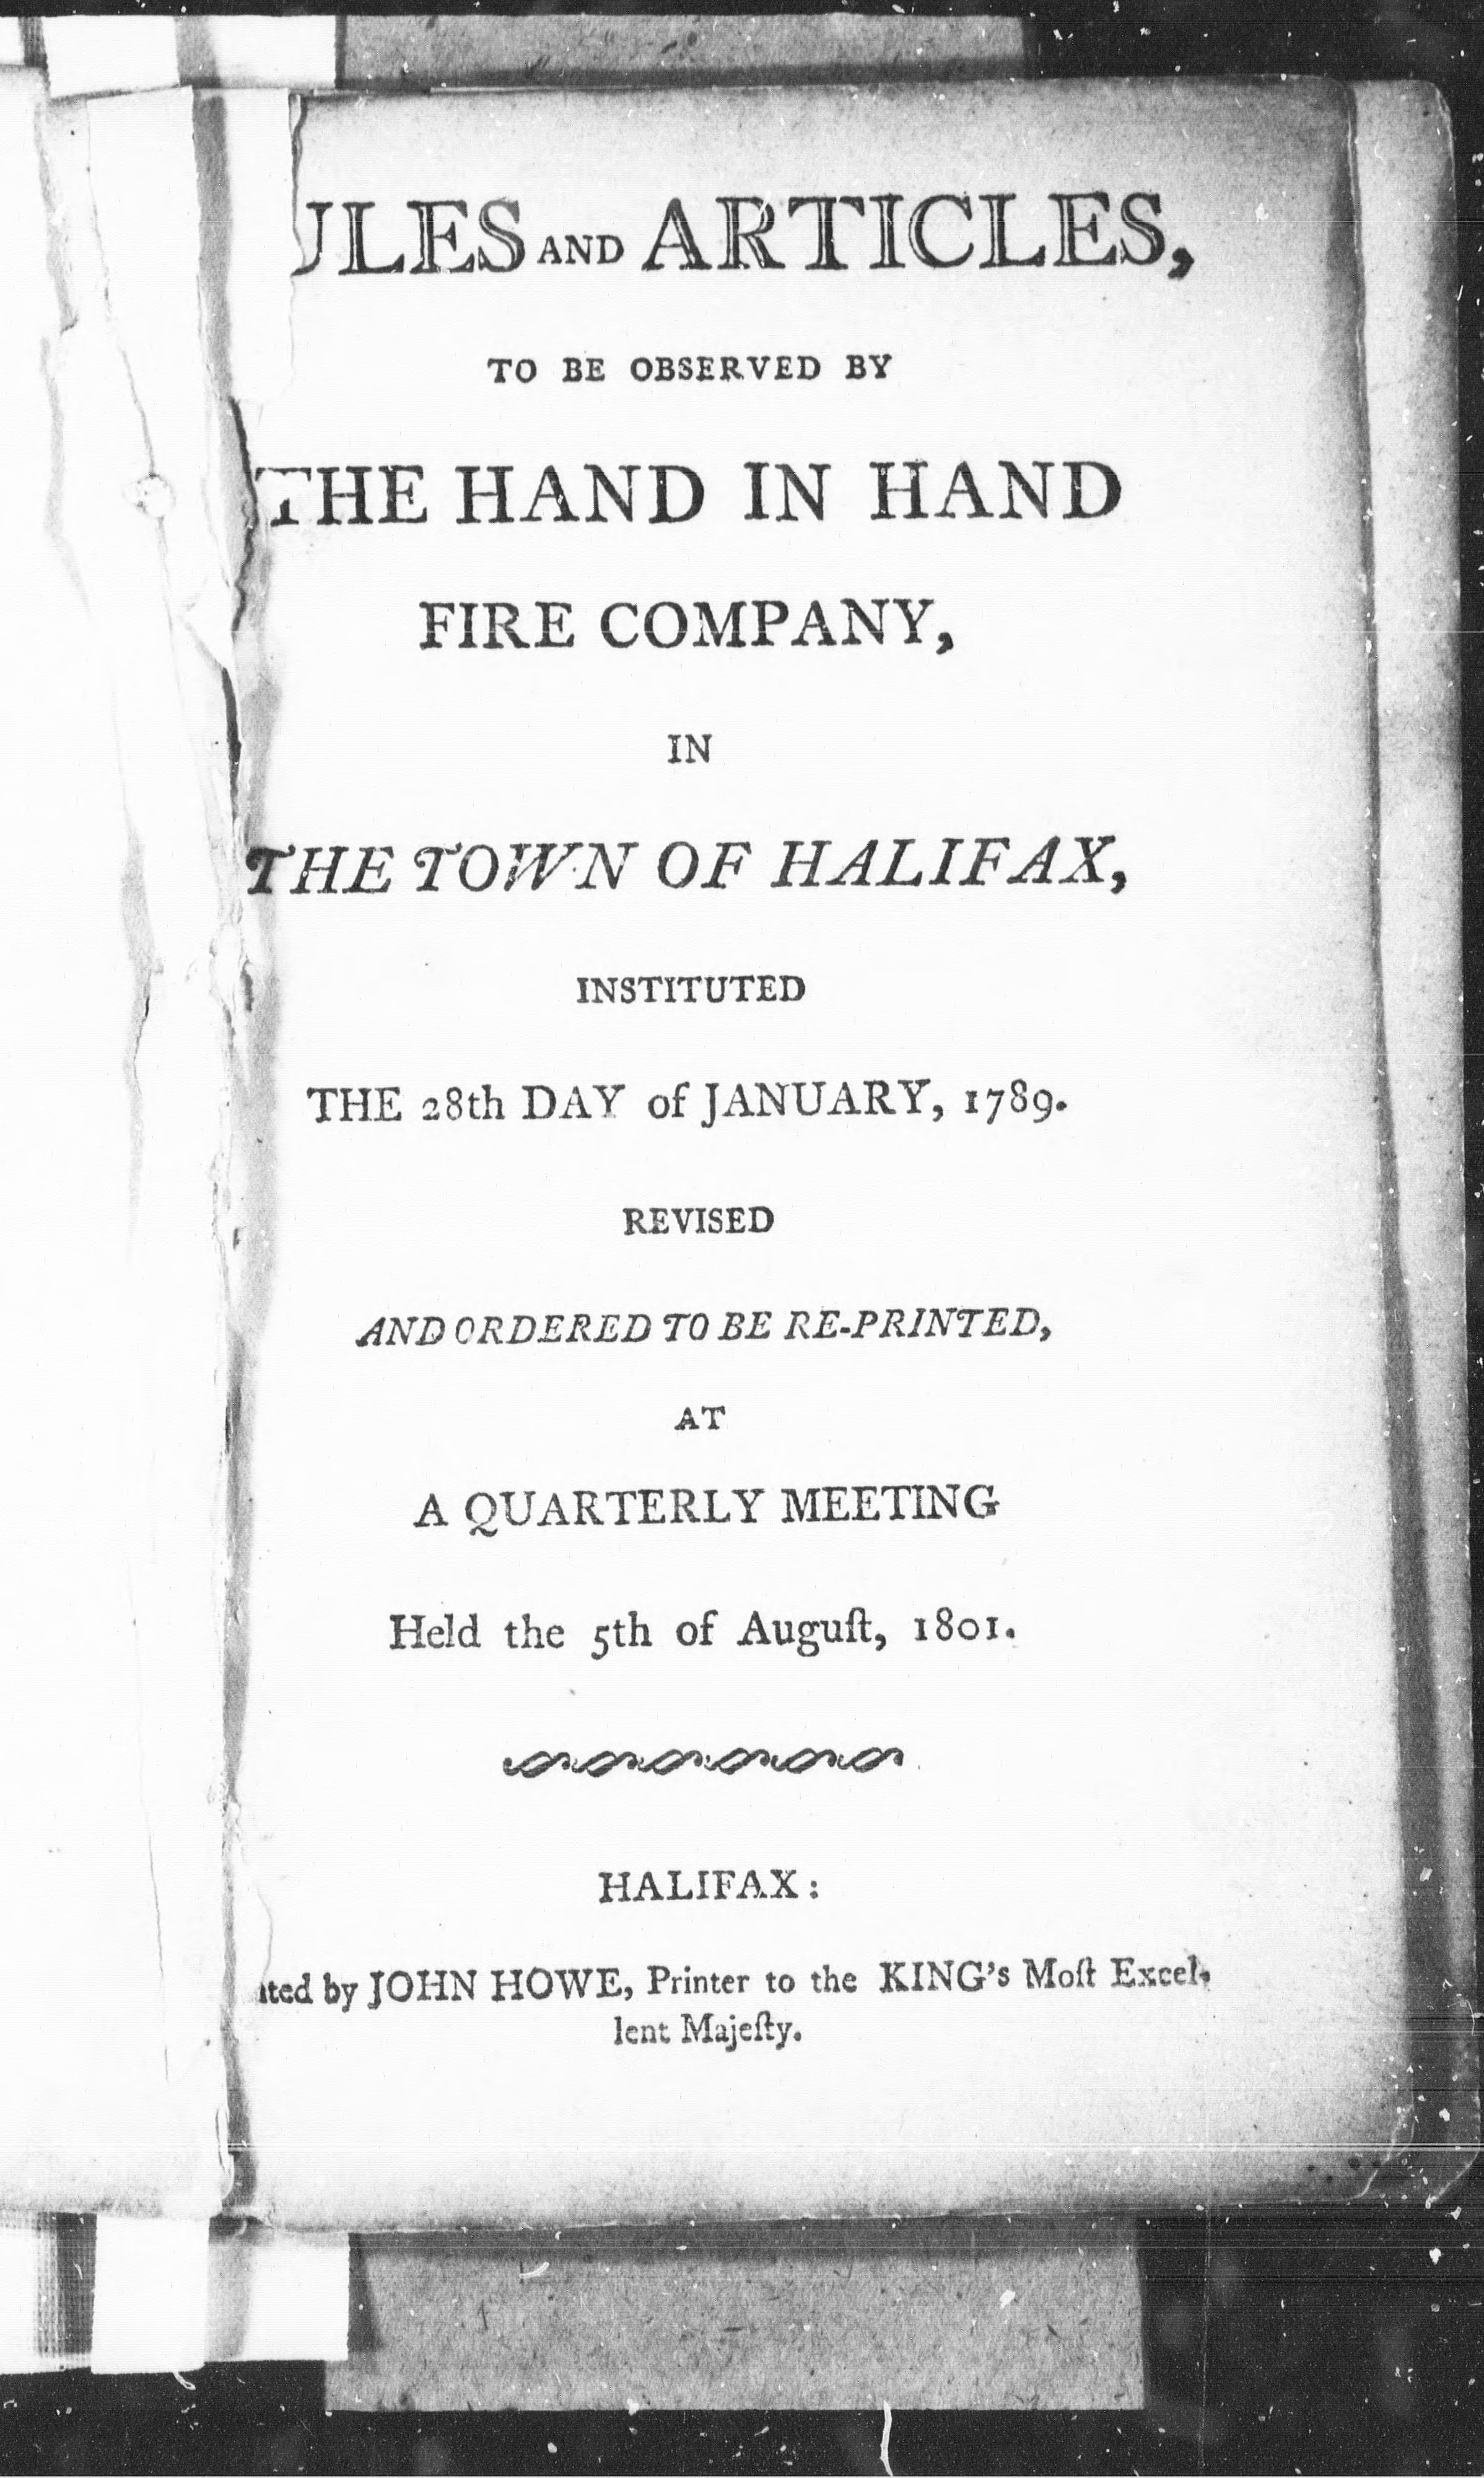 ULES AND ARTICLES,
TO BE OBSERVED BY
THE HAND IN HAND
FIRE COMPANY,
IN
THE TOWN OF HALIFAX,
INSTITUTED
THE 28th DAY of JANUARY, 1789.
REVISED
AND ORDERED TO BE RE-PRINTED,
AT
A QUARTERLY MEETING
Held the 5th of Auguſt, 1801.
HALIFAX:
nted by JOHN HOWE, Printer to the KING's Moſt Excel-
lent Majeſty.